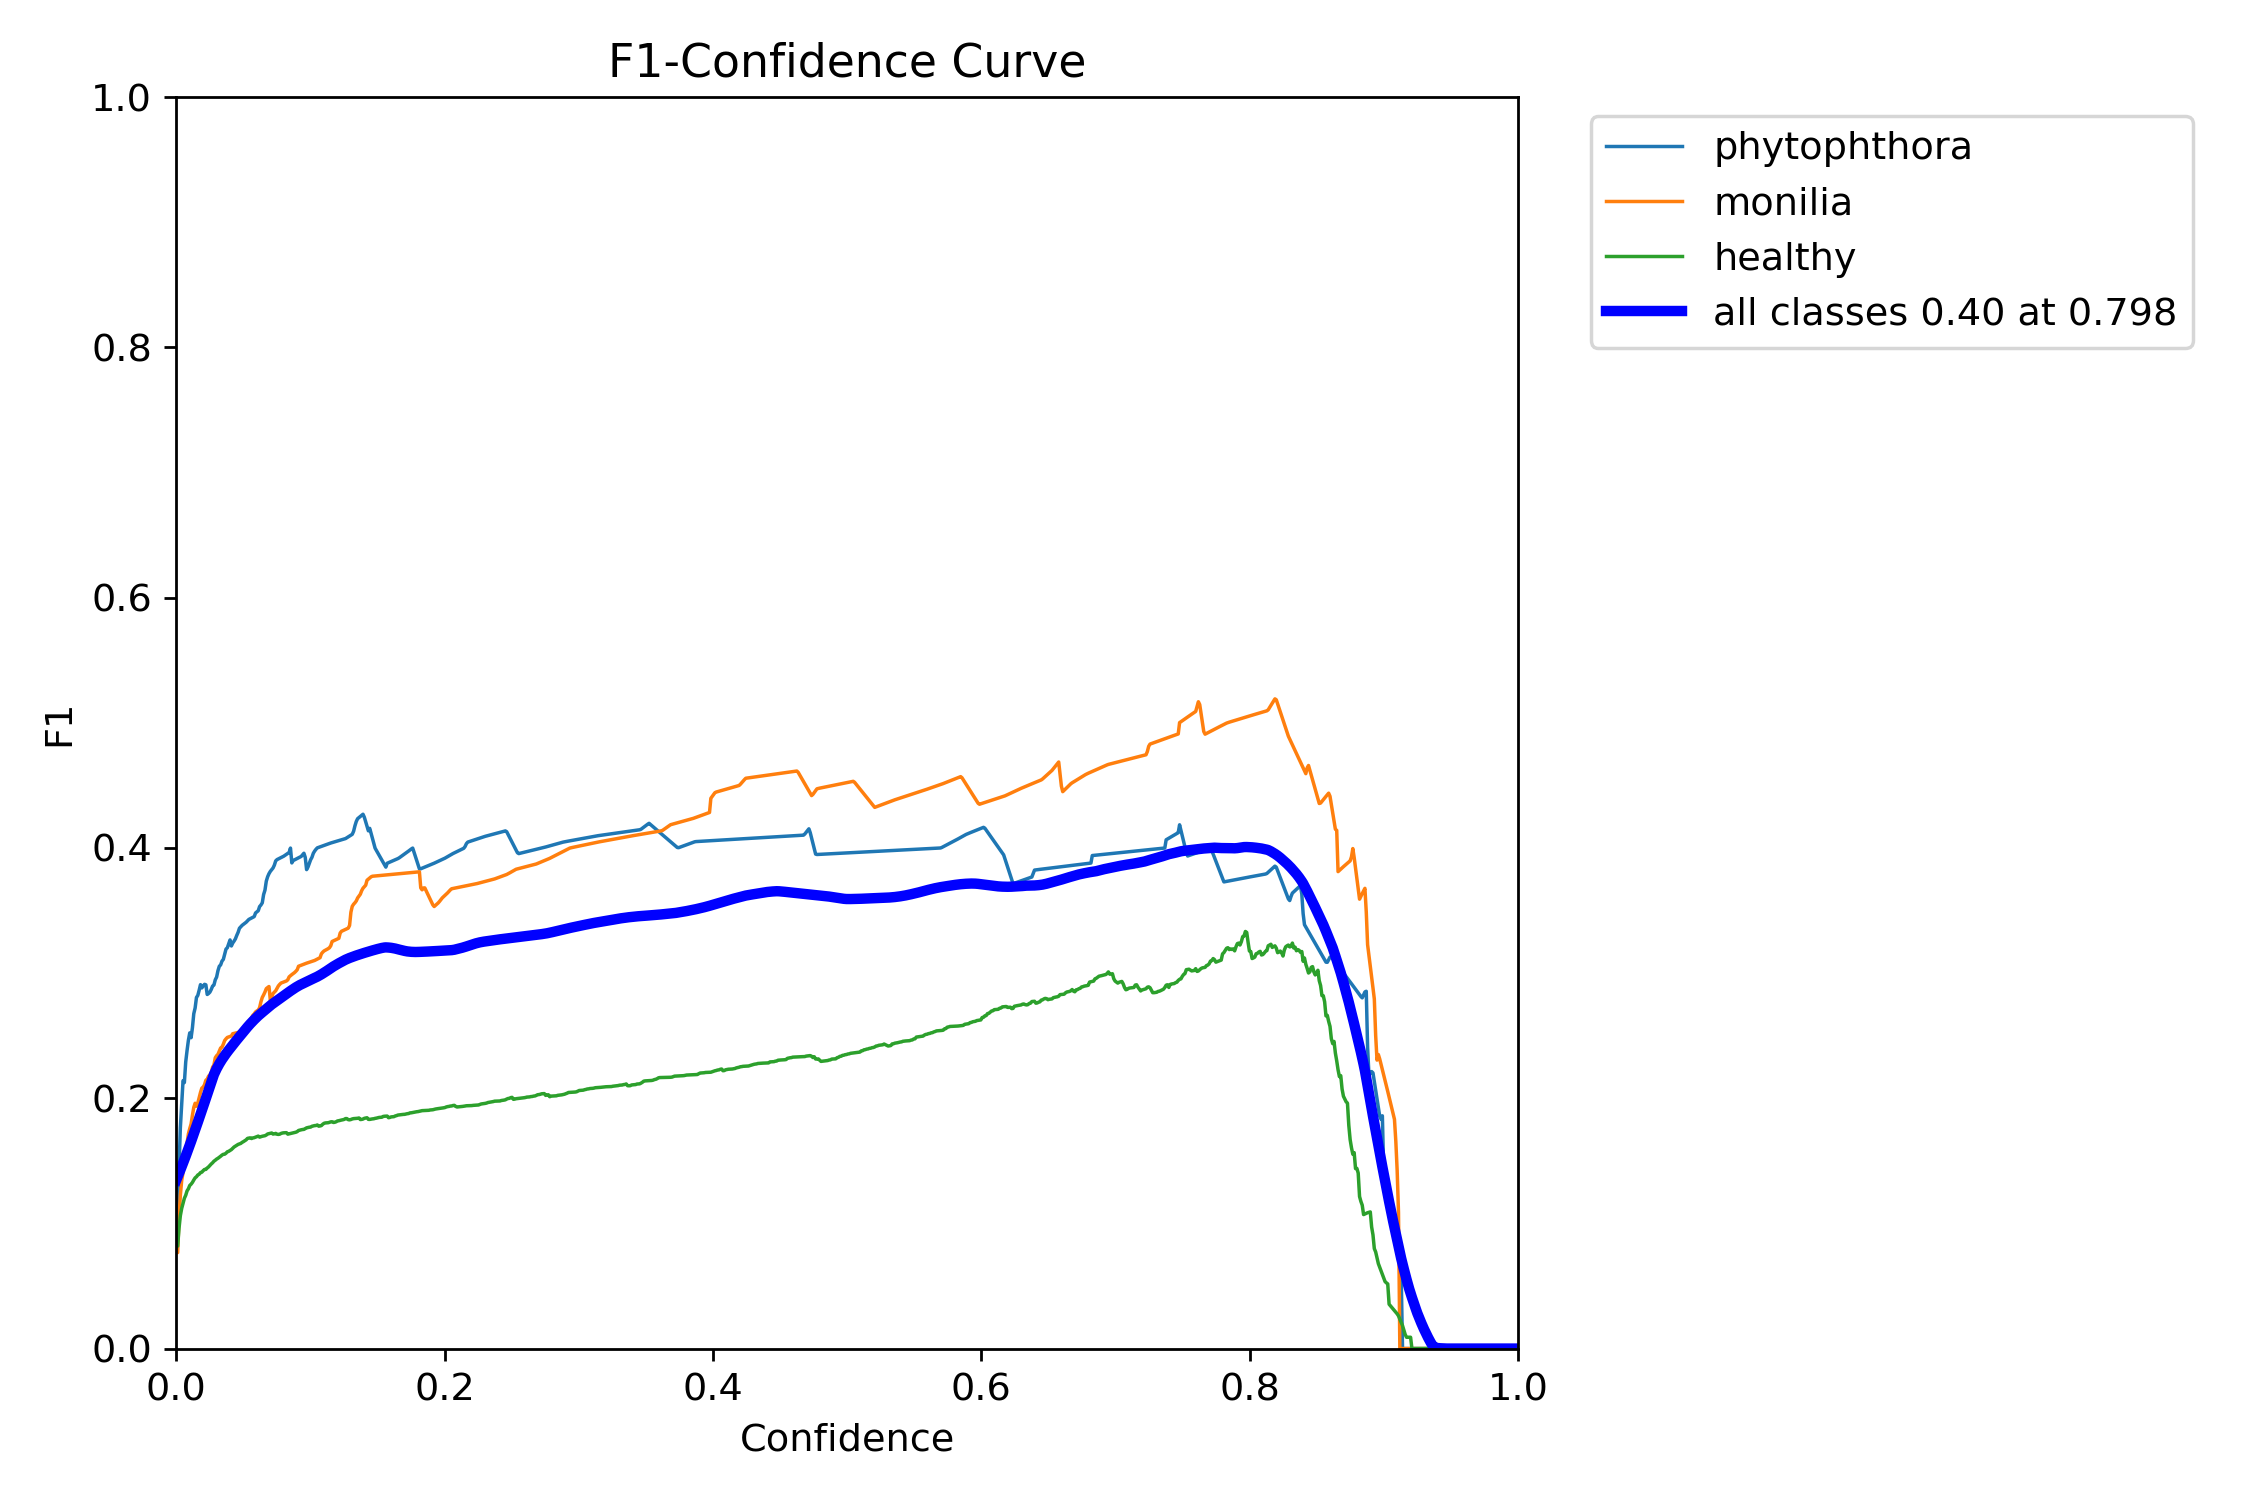 F1-Confidence Curve
1.0
0.8
0.6
0.4
0.2
0.0
F1
0.0 0.2 0.4 0.6 0.8 1.0
Confidence
phytophthora
monilia
healthy
all classes 0.40 at 0.798